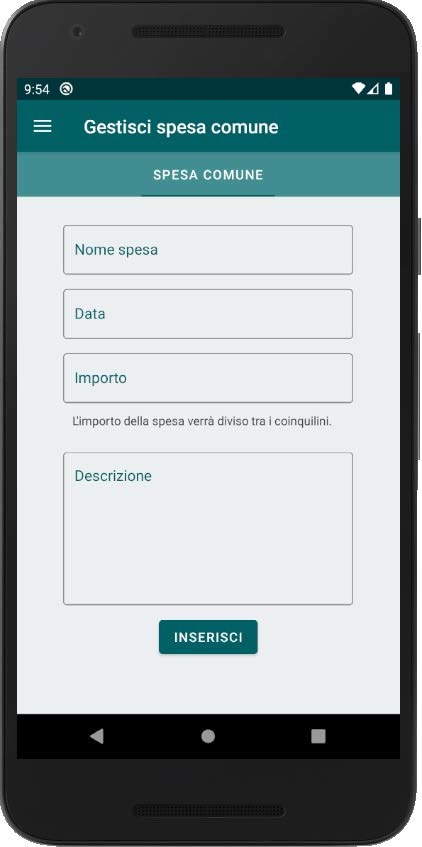 9:54
Gestisci spesa comune
SPESA COMUNE
Nome spesa
Data
Importo
L'importo della spesa verrà diviso tra i coinquilini.
Descrizione
INSERISCI